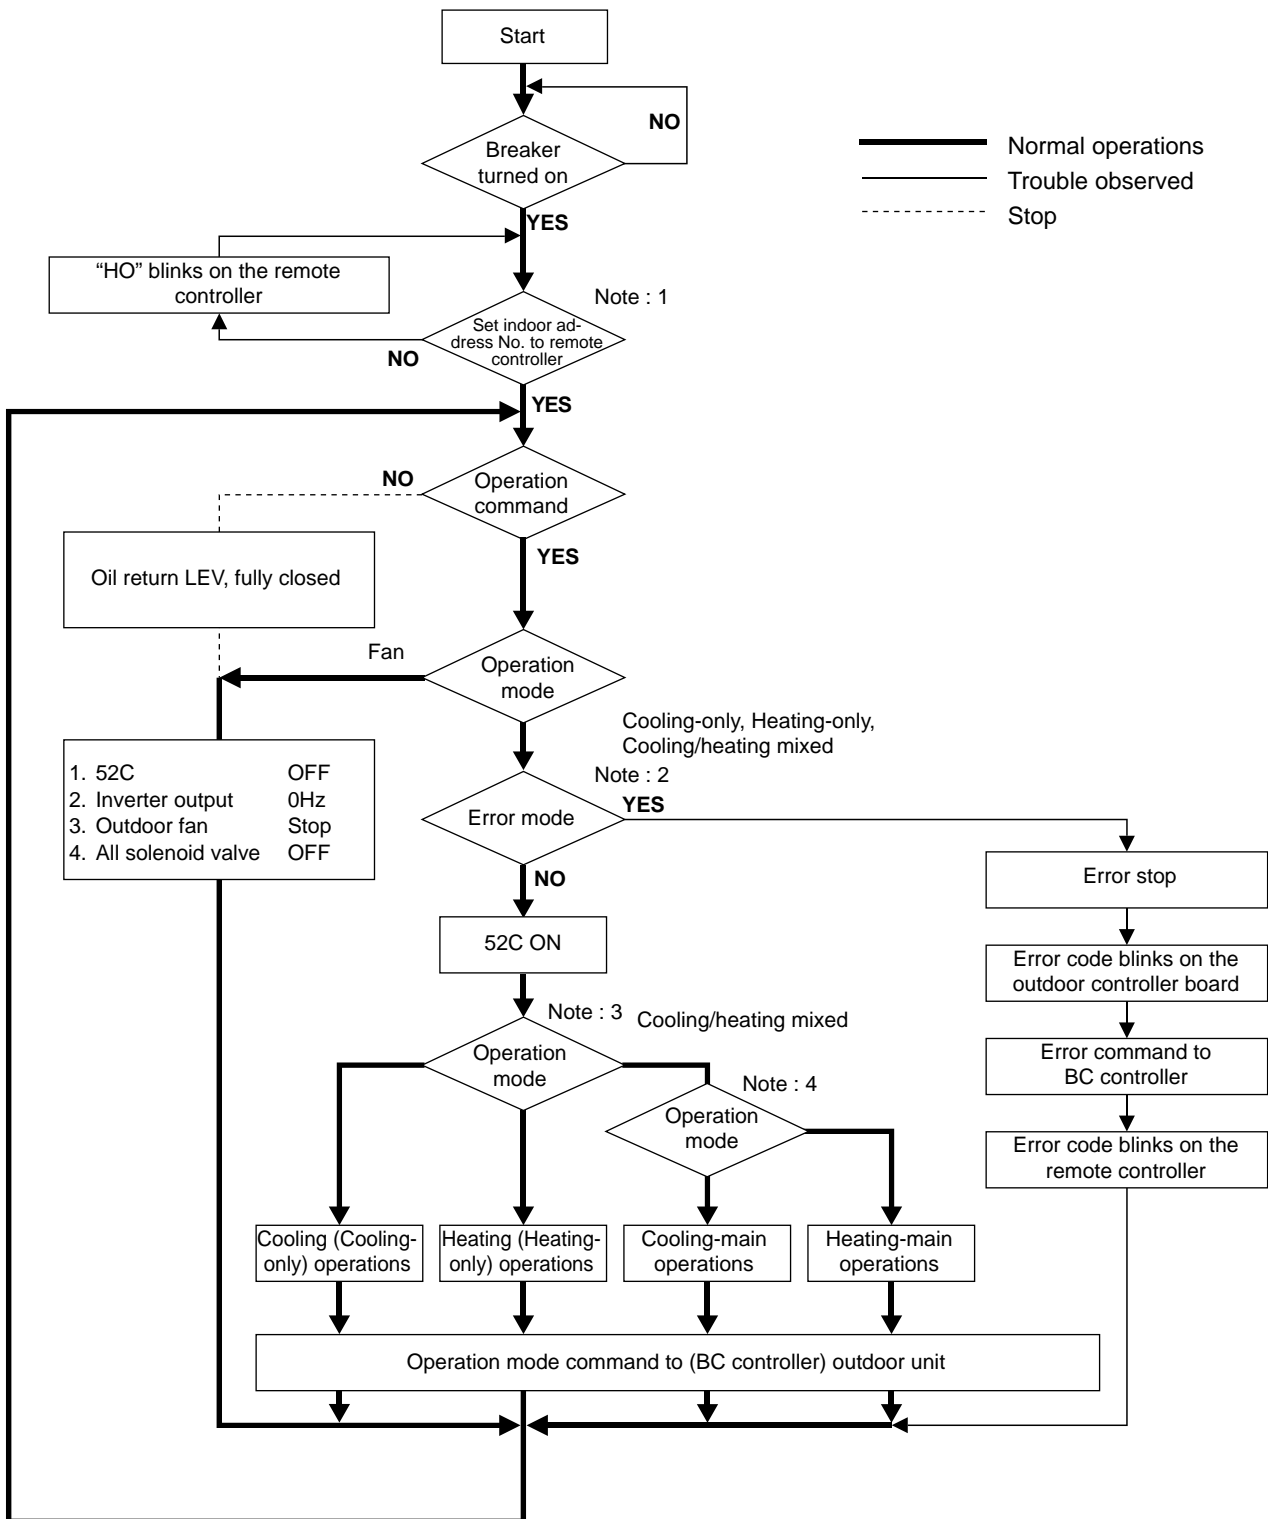 Start
NO
Breaker
turned on
YES
Normal operations
Trouble observed
Stop
“HO” blinks on the remote
controller
Note : 1
Set indoor ad-
dress No. to remote
controller
NO
YES
NO
Operation
command
YES
Oil return LEV, fully closed
Fan
Operation
mode
Cooling-only, Heating-only,
Cooling/heating mixed
Note : 2
YES
1. 52C OFF
2. Inverter output 0Hz
3. Outdoor fan Stop
4. All solenoid valve OFF
Error mode
NO
Error stop
52C ON
Error code blinks on the
outdoor controller board
Note : 3
Cooling/heating mixed
Operation
mode
Error command to
BC controller
Note : 4
Operation
mode
Error code blinks on the
remote controller
Cooling (Cooling-
only) operations
Heating (Heating-
only) operations
Cooling-main
operations
Heating-main
operations
Operation mode command to (BC controller) outdoor unit